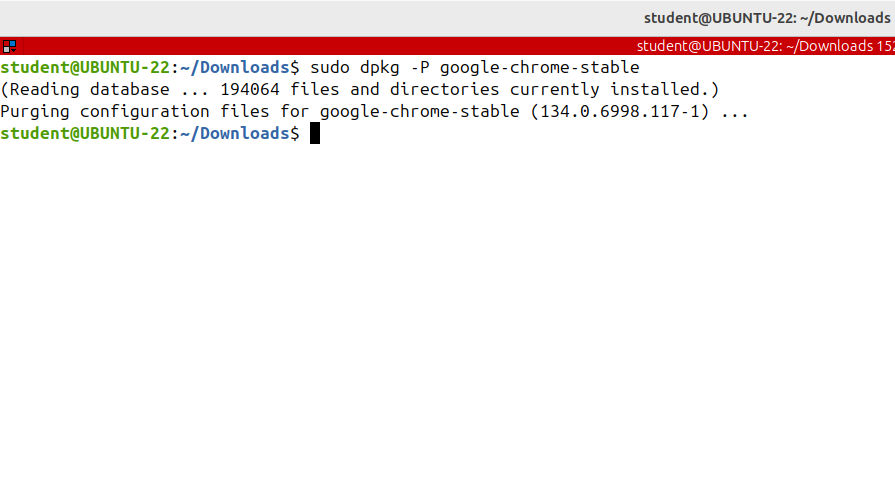 student@UBUNTU-22: ~/Downloads
student@UBUNTU-22: ~/Downloads 152
student@UBUNTU-22:~/Downloads$ sudo dpkg -P google-chrome-stable
(Reading database ... 194064 files and directories currently installed.)
Purging configuration files for google-chrome-stable (134.0.6998.117-1) ...
student@UBUNTU-22:~/Downloads$